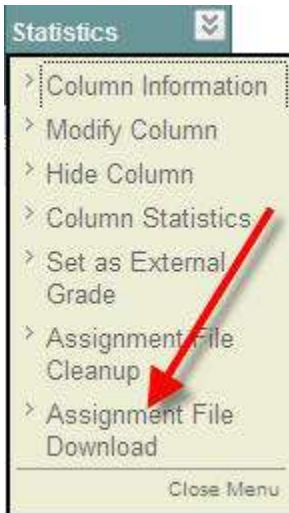 Statistics
> Column Information
> Modify Column
> Hide Column
> Column Statistics
> Set as External
Grade
> Assignment File
Cleanup
> Assignment File
Download
Close Menu